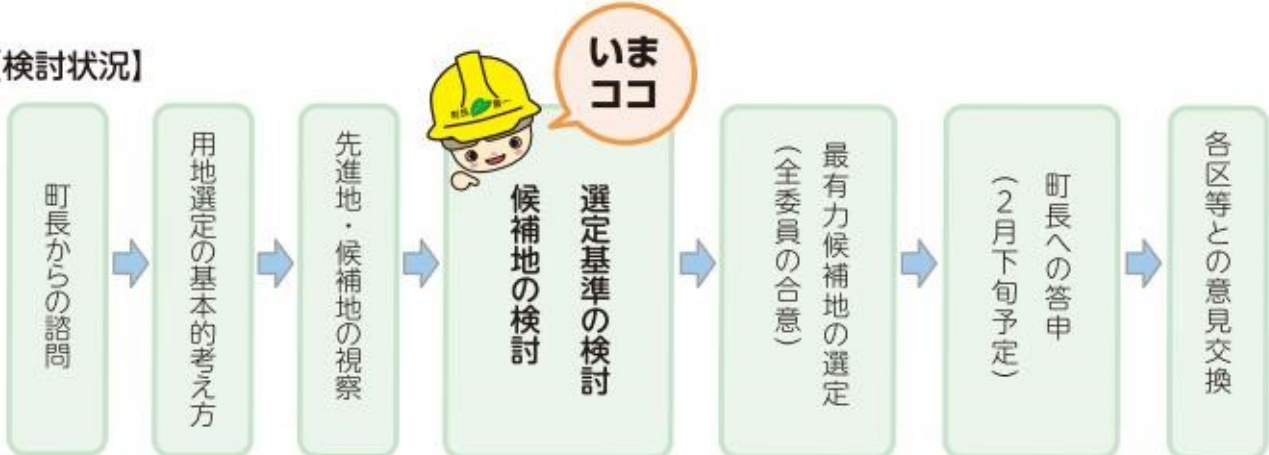 【検討状況】
いま
ココ
町長からの諮問
用地選定の基本的考え方
先進地・候補地の視察
選定基準の検討
候補地の検討
最有力候補地の選定
（全委員の合意）
町長への答申
（２月下旬予定）
各区等との意見交換